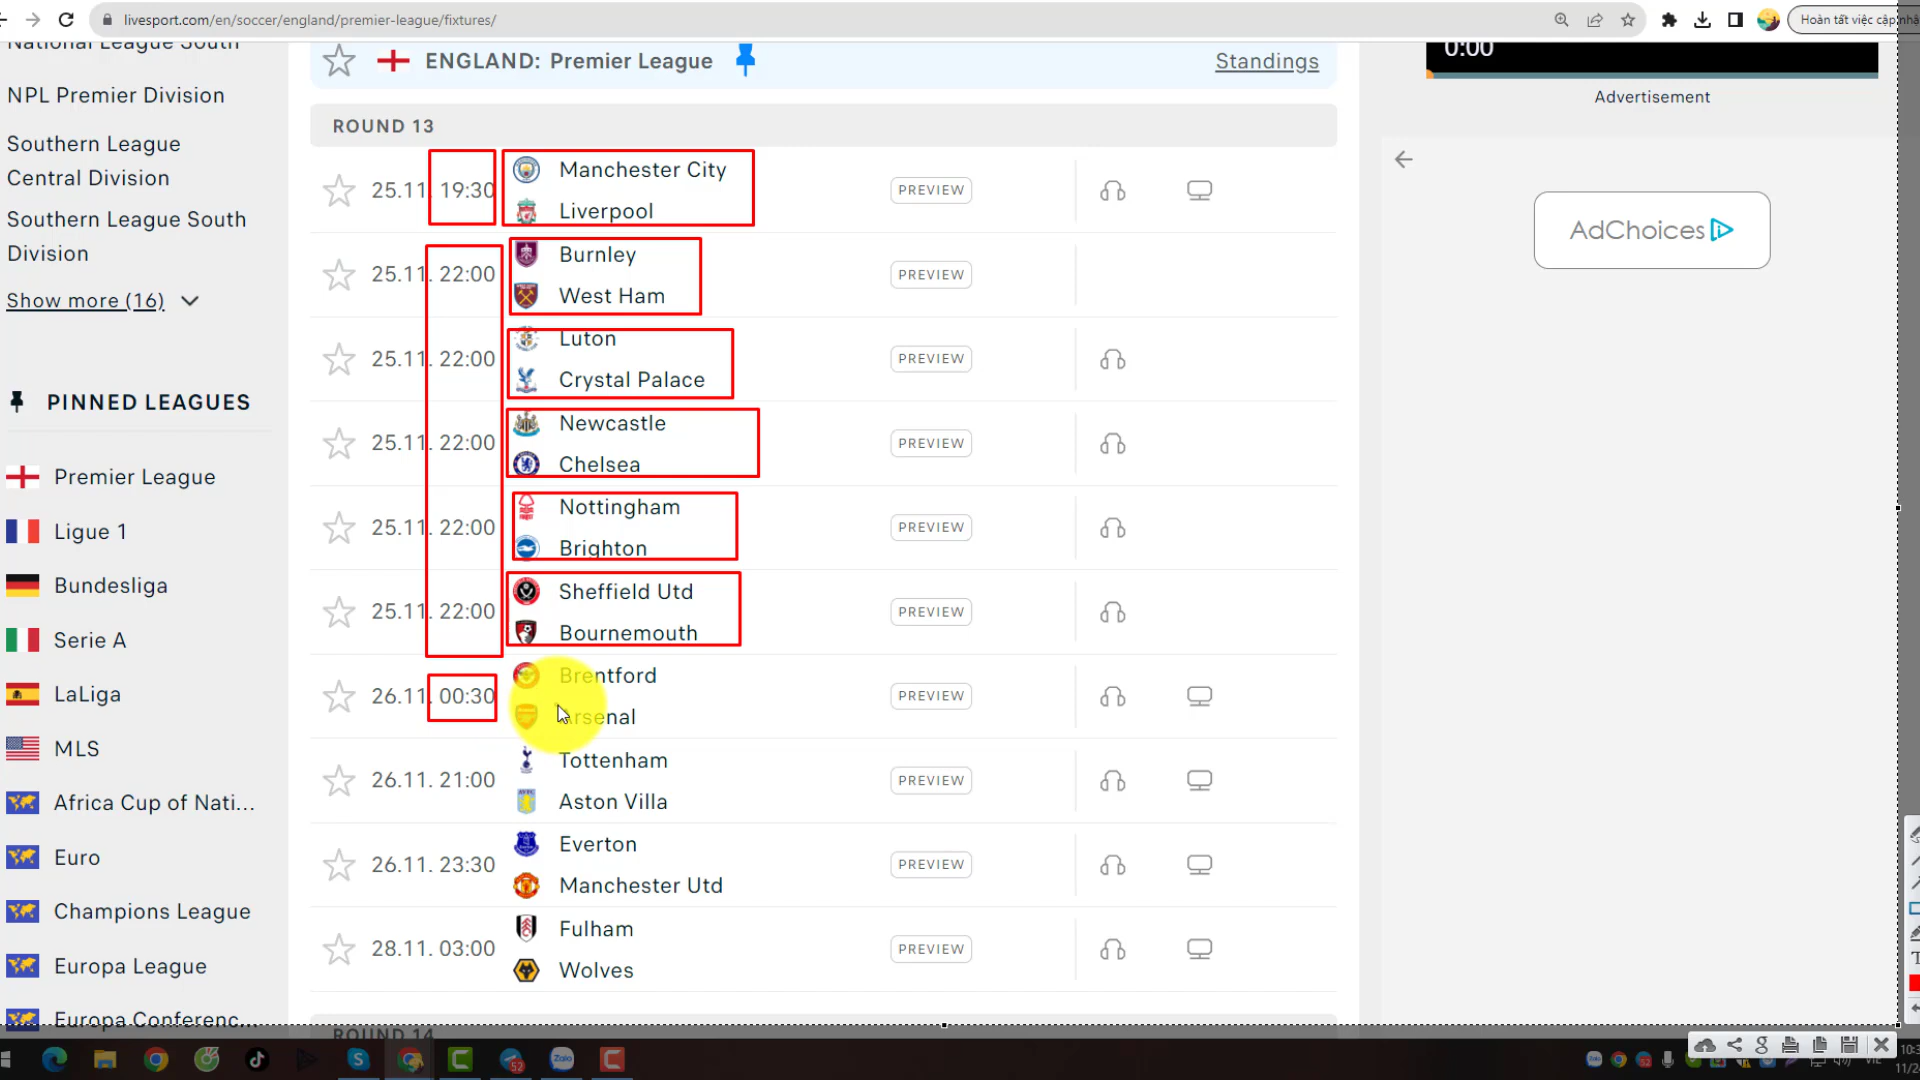 livesport.com/en/soccer/england/premier-league/fixtures/
Hoàn tất việc cập nhậ
National League South
NPL Premier Division
Southern League
Central Division
Southern League South
Division
Show more (16)
PINNED LEAGUES
Premier League
Ligue 1
Bundesliga
Serie A
LaLiga
MLS
Africa Cup of Nati...
Euro
Champions League
Europa League
Europa Conferenc...
ENGLAND: Premier League
Standings
ROUND 13
25.11. 19:30
Manchester City
Liverpool
PREVIEW
25.11. 22:00
Burnley
West Ham
PREVIEW
25.11. 22:00
Luton
Crystal Palace
PREVIEW
25.11. 22:00
Newcastle
Chelsea
PREVIEW
25.11. 22:00
Nottingham
Brighton
PREVIEW
25.11. 22:00
Sheffield Utd
Bournemouth
PREVIEW
26.11. 00:30
Brentford
Arsenal
PREVIEW
26.11. 21:00
Tottenham
Aston Villa
PREVIEW
26.11. 23:30
Everton
Manchester Utd
PREVIEW
28.11. 03:00
Fulham
Wolves
PREVIEW
ROUND 14
0:00
Advertisement
AdChoices
Zalo
52